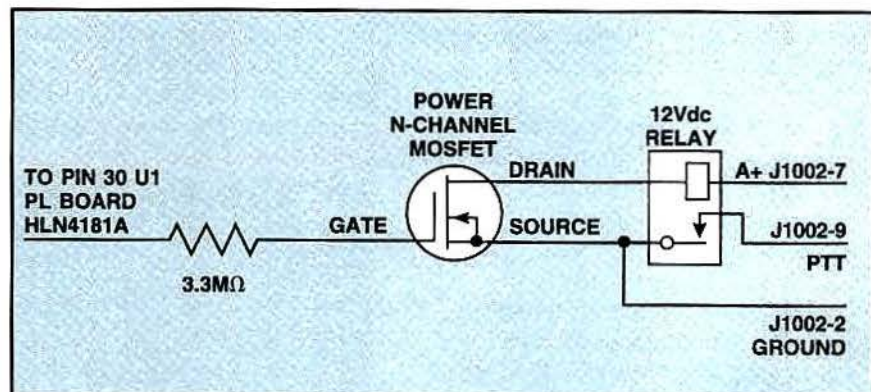 POWER
N-CHANNEL
MOSFET
12Vdc
RELAY
TO PIN 30 U1
PL BOARD
HLN4181A
DRAIN
A+ J1002-7
GATE
SOURCE
J1002-9
PTT
3.3MΩ
J1002-2
GROUND